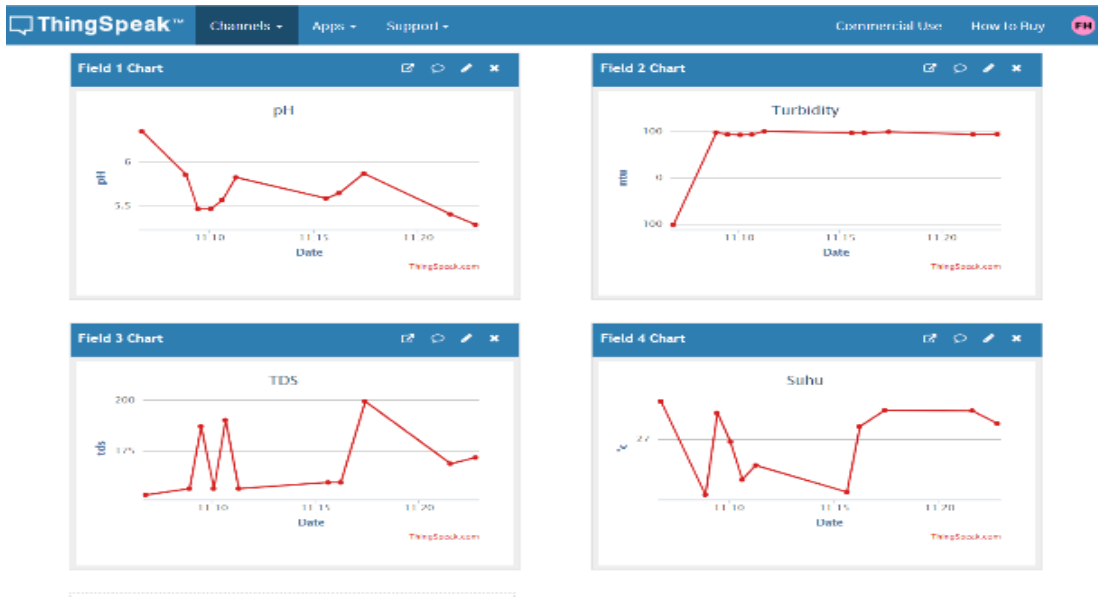 ThingSpeak™ Channels Apps Support Commercial Use How to Buy FH
Field 1 Chart
pH
6
5.5
pH
11:10 11:15 11:20
Date
ThingSpeak.com
Field 2 Chart
Turbidity
100
0
100
ntu
11:10 11:15 11:20
Date
ThingSpeak.com
Field 3 Chart
TDS
200
175
tds
11:10 11:15 11:20
Date
ThingSpeak.com
Field 4 Chart
Suhu
27
11:10 11:15 11:20
Date
ThingSpeak.com